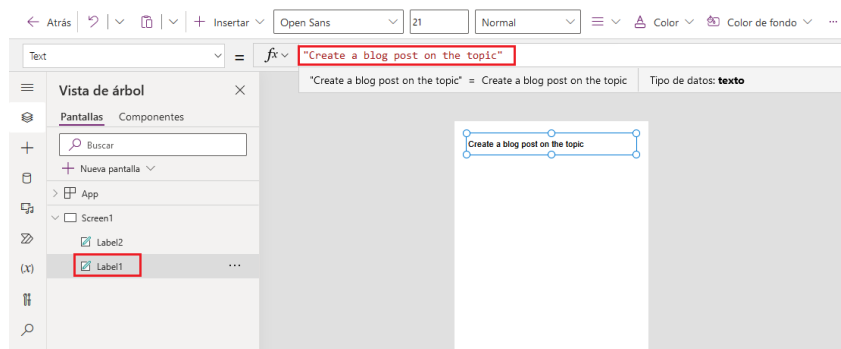 Atrás Insertar Open Sans 21 Normal Color Color de fondo ...
Text = fx "Create a blog post on the topic"
"Create a blog post on the topic" = Create a blog post on the topic Tipo de datos: texto
Vista de árbol
Pantallas Componentes
Buscar
Nueva pantalla
App
Screen1
Label2
Label1 ...
(x)
Create a blog post on the topic